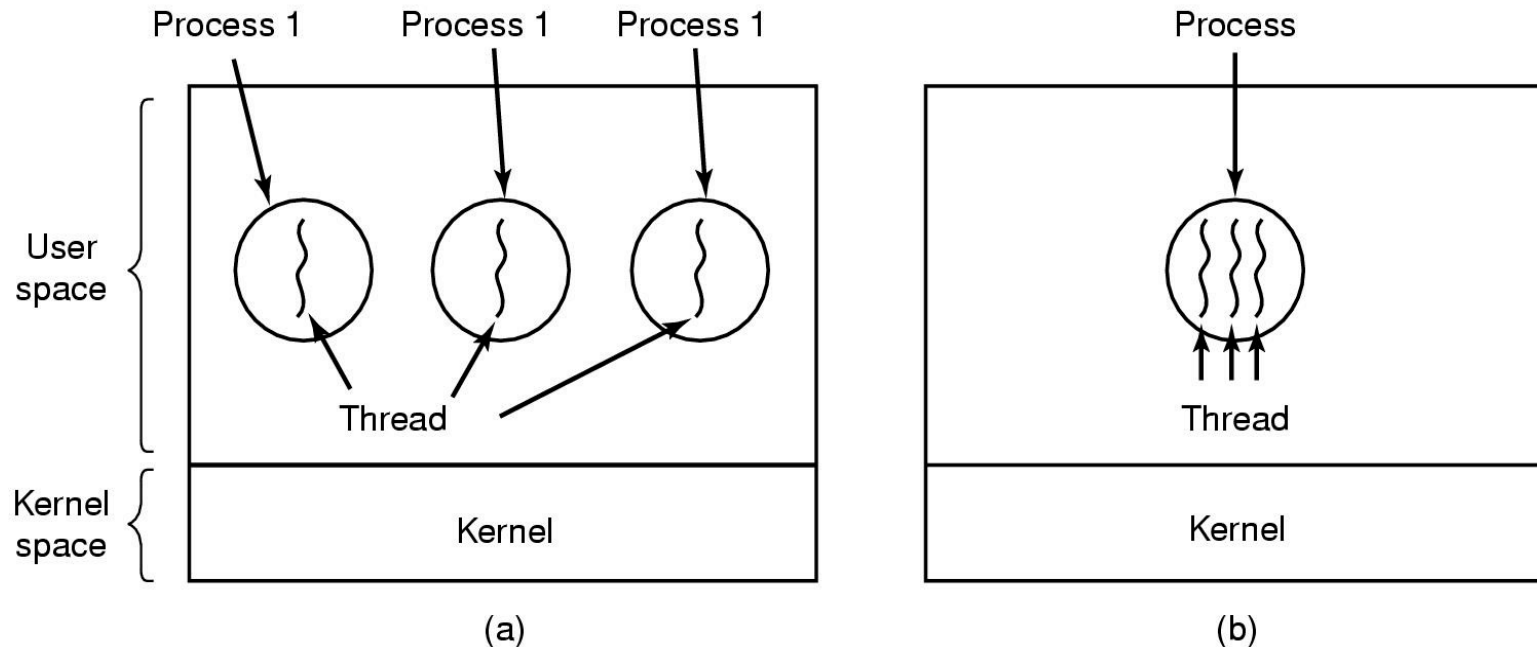 Process 1 Process 1 Process 1
User
space
Thread
Kernel
space
Kernel
(a)
Process
Thread
Kernel
(b)